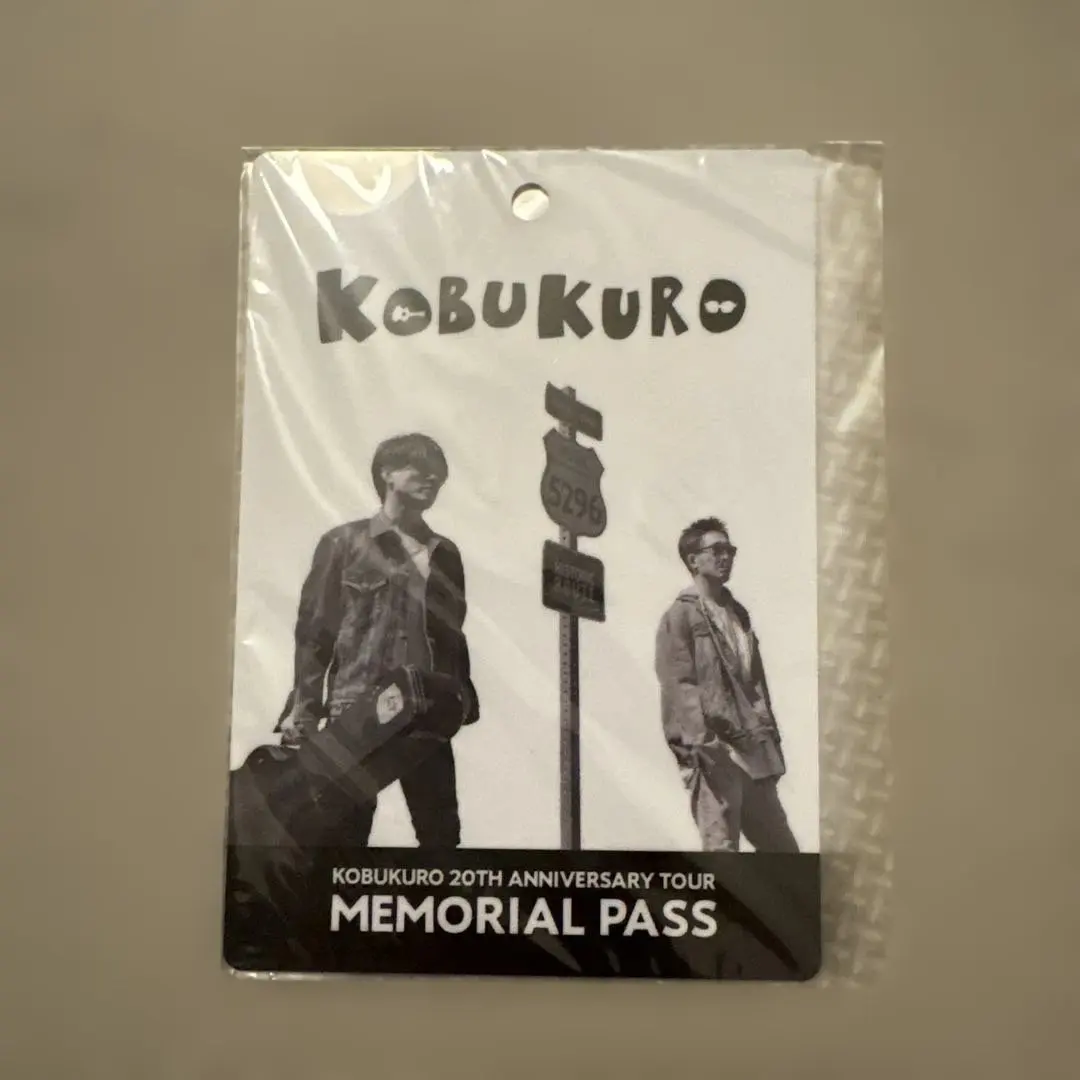 KOBUKURO
5296
KOBUKURO 20TH ANNIVERSARY TOUR
MEMORIAL PASS